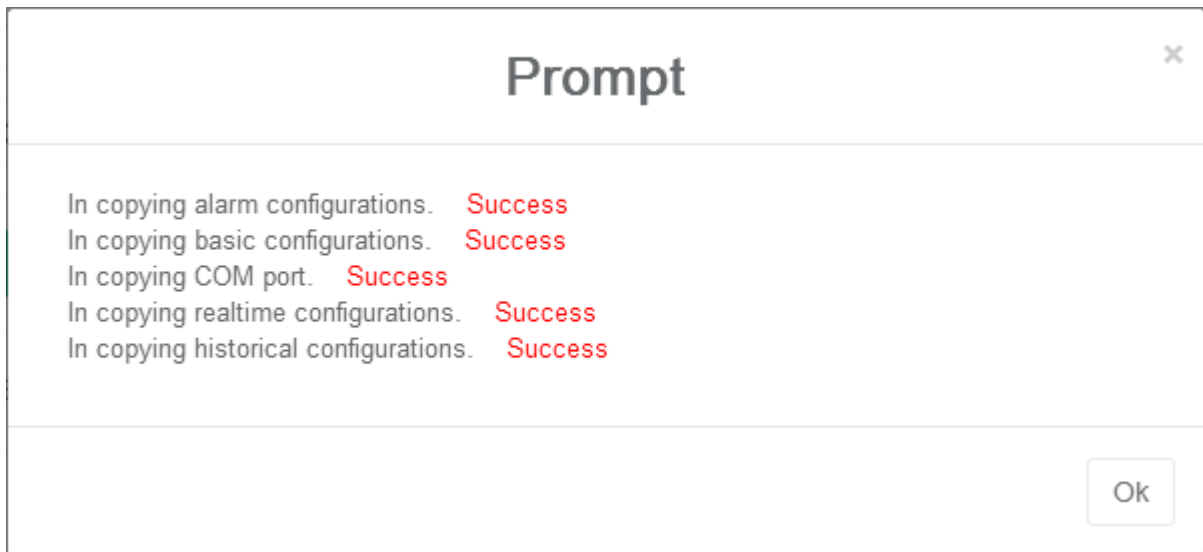 Prompt
×
In copying alarm configurations. Success
In copying basic configurations. Success
In copying COM port. Success
In copying realtime configurations. Success
In copying historical configurations. Success
Ok